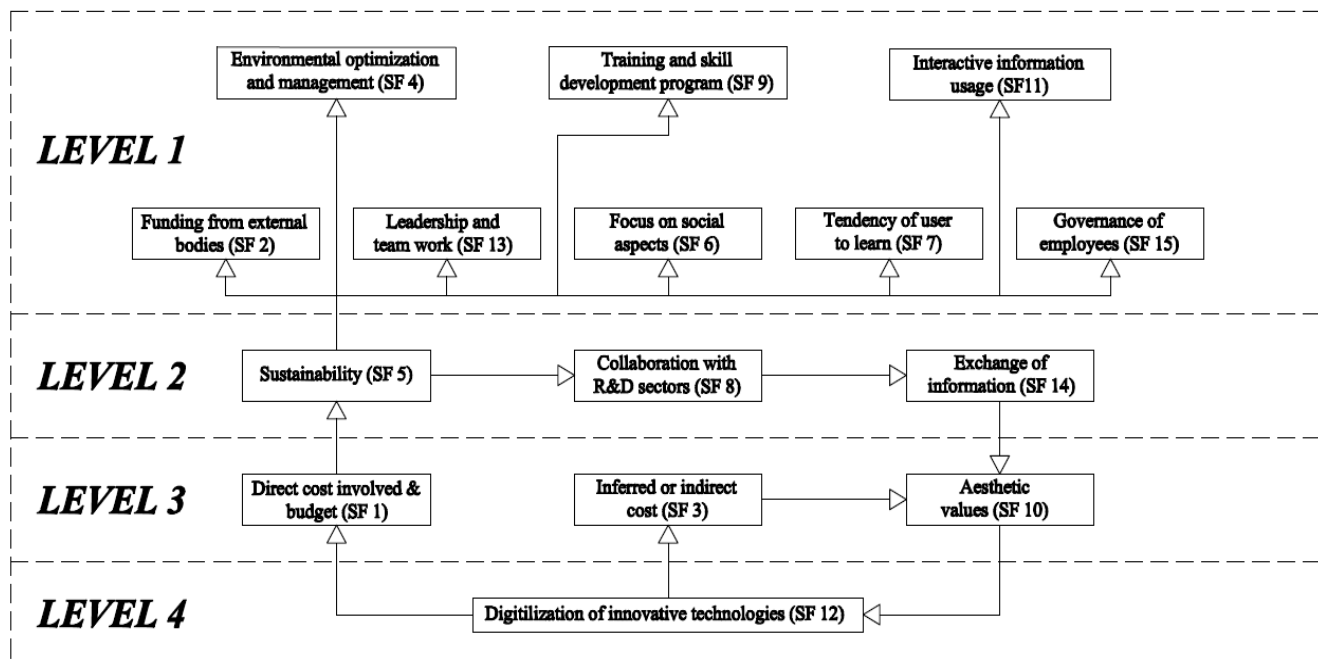 LEVEL 1
Environmental optimization
and management (SF 4)
Training and skill
development program (SF 9)
Interactive information
usage (SF11)
Funding from external
bodies (SF 2)
Leadership and
team work (SF 13)
Focus on social
aspects (SF 6)
Tendency of user
to learn (SF 7)
Governance of
employees (SF 15)
LEVEL 2
Sustainability (SF 5)
Collaboration with
R&D sectors (SF 8)
Exchange of
information (SF 14)
LEVEL 3
Direct cost involved &
budget (SF 1)
Inferred or indirect
cost (SF 3)
Aesthetic
values (SF 10)
LEVEL 4
Digitilization of innovative technologies (SF 12)